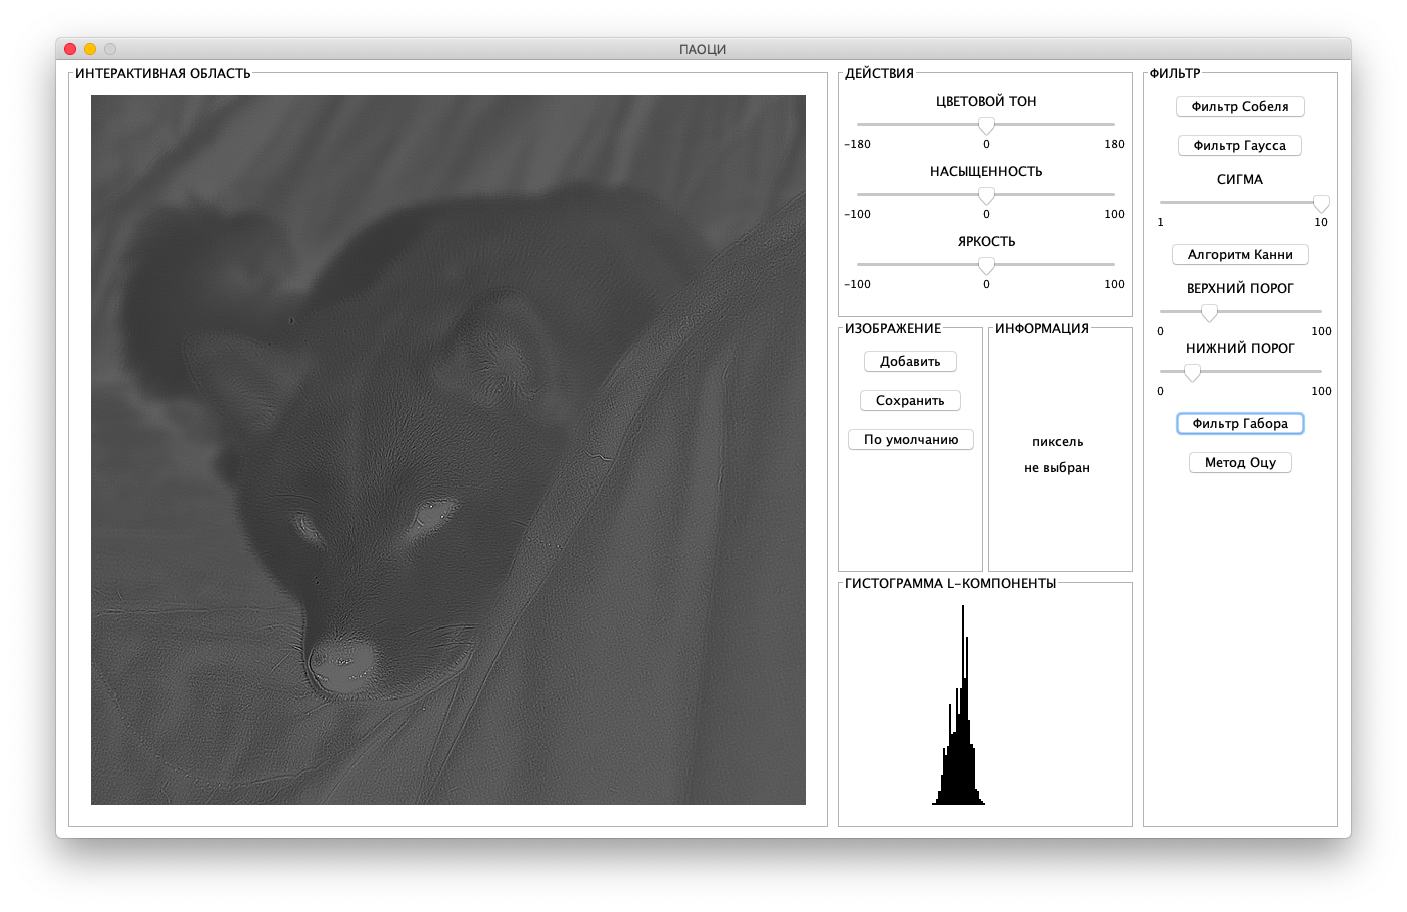 ПАОЦИ
ИНТЕРАКТИВНАЯ ОБЛАСТЬ
ДЕЙСТВИЯ
ЦВЕТОВОЙ ТОН
-180 0 180
НАСЫЩЕННОСТЬ
-100 0 100
ЯРКОСТЬ
-100 0 100
ИЗОБРАЖЕНИЕ
Добавить
Сохранить
По умолчанию
ИНФОРМАЦИЯ
пиксель
не выбран
ГИСТОГРАММА L-КОМПОНЕНТЫ
ФИЛЬТР
Фильтр Собеля
Фильтр Гаусса
СИГМА
1 10
Алгоритм Канни
ВЕРХНИЙ ПОРОГ
0 100
НИЖНИЙ ПОРОГ
0 100
Фильтр Габора
Метод Оцу